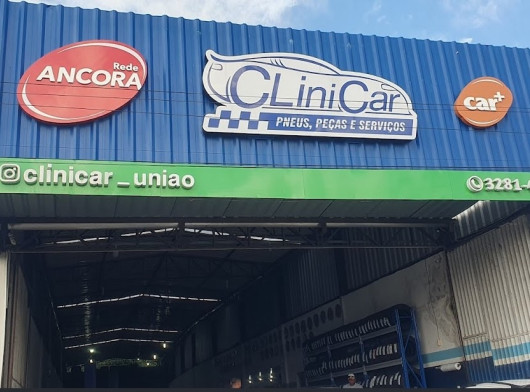 Rede
ANCORA
CLiniCar
PNEUS, PEÇAS E SERVIÇOS
car+
clinicar_uniao
3281-